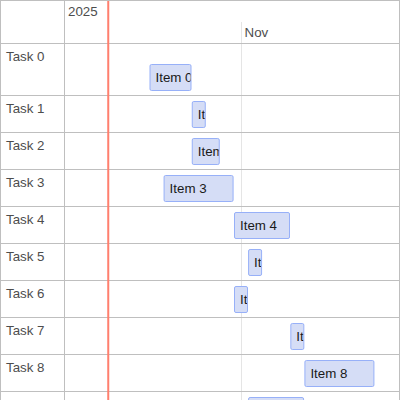 2025
Nov
Task 0
Item 0
Task 1
It
Task 2
Item
Task 3
Item 3
Task 4
Item 4
Task 5
It
Task 6
It
Task 7
It
Task 8
Item 8